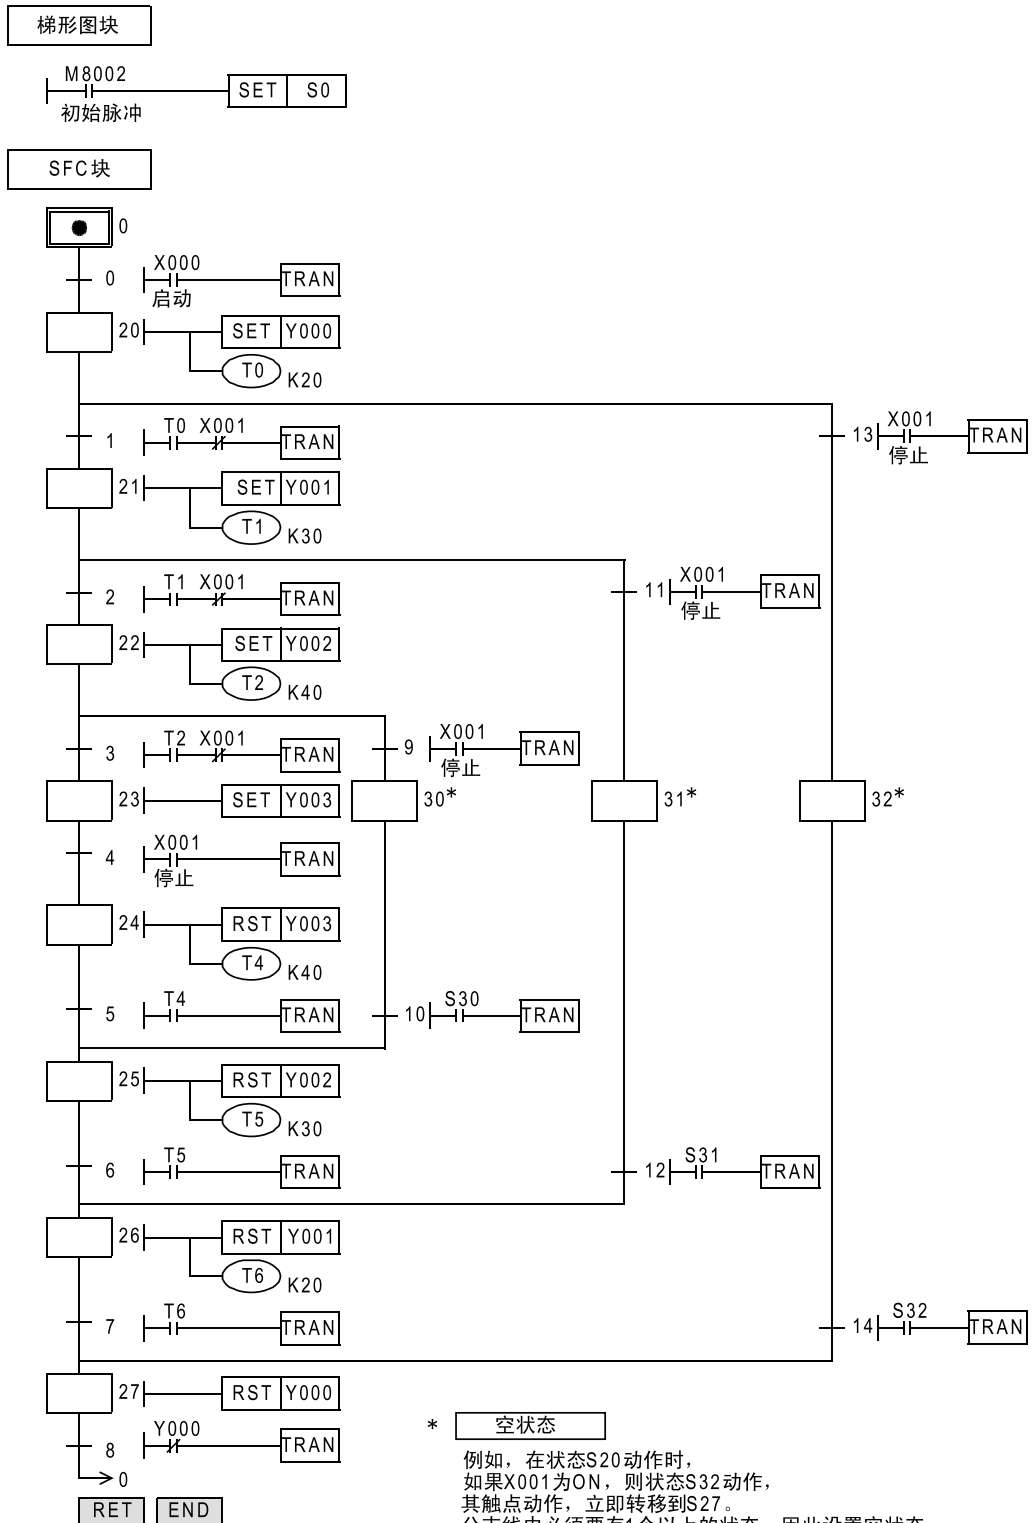 梯形图块
M8002
SET S0
初始脉冲
SFC块
0
0 X000 TRAN
启动
20 SET Y000
T0 K20
1 T0 X001 TRAN
13 X001 TRAN
停止
21 SET Y001
T1 K30
2 T1 X001 TRAN
11 X001 TRAN
停止
22 SET Y002
T2 K40
3 T2 X001 TRAN
9 X001 TRAN
停止
23 SET Y003
30*
31*
32*
4 X001 TRAN
停止
24 RST Y003
T4 K40
5 T4 TRAN
10 S30 TRAN
25 RST Y002
T5 K30
6 T5 TRAN
12 S31 TRAN
26 RST Y001
T6 K20
7 T6 TRAN
14 S32 TRAN
27 RST Y000
8 Y000 TRAN
0
RET END
* 空状态
例如，在状态S20动作时，
如果X001为ON，则状态S32动作，
其触点动作，立即转移到S27。